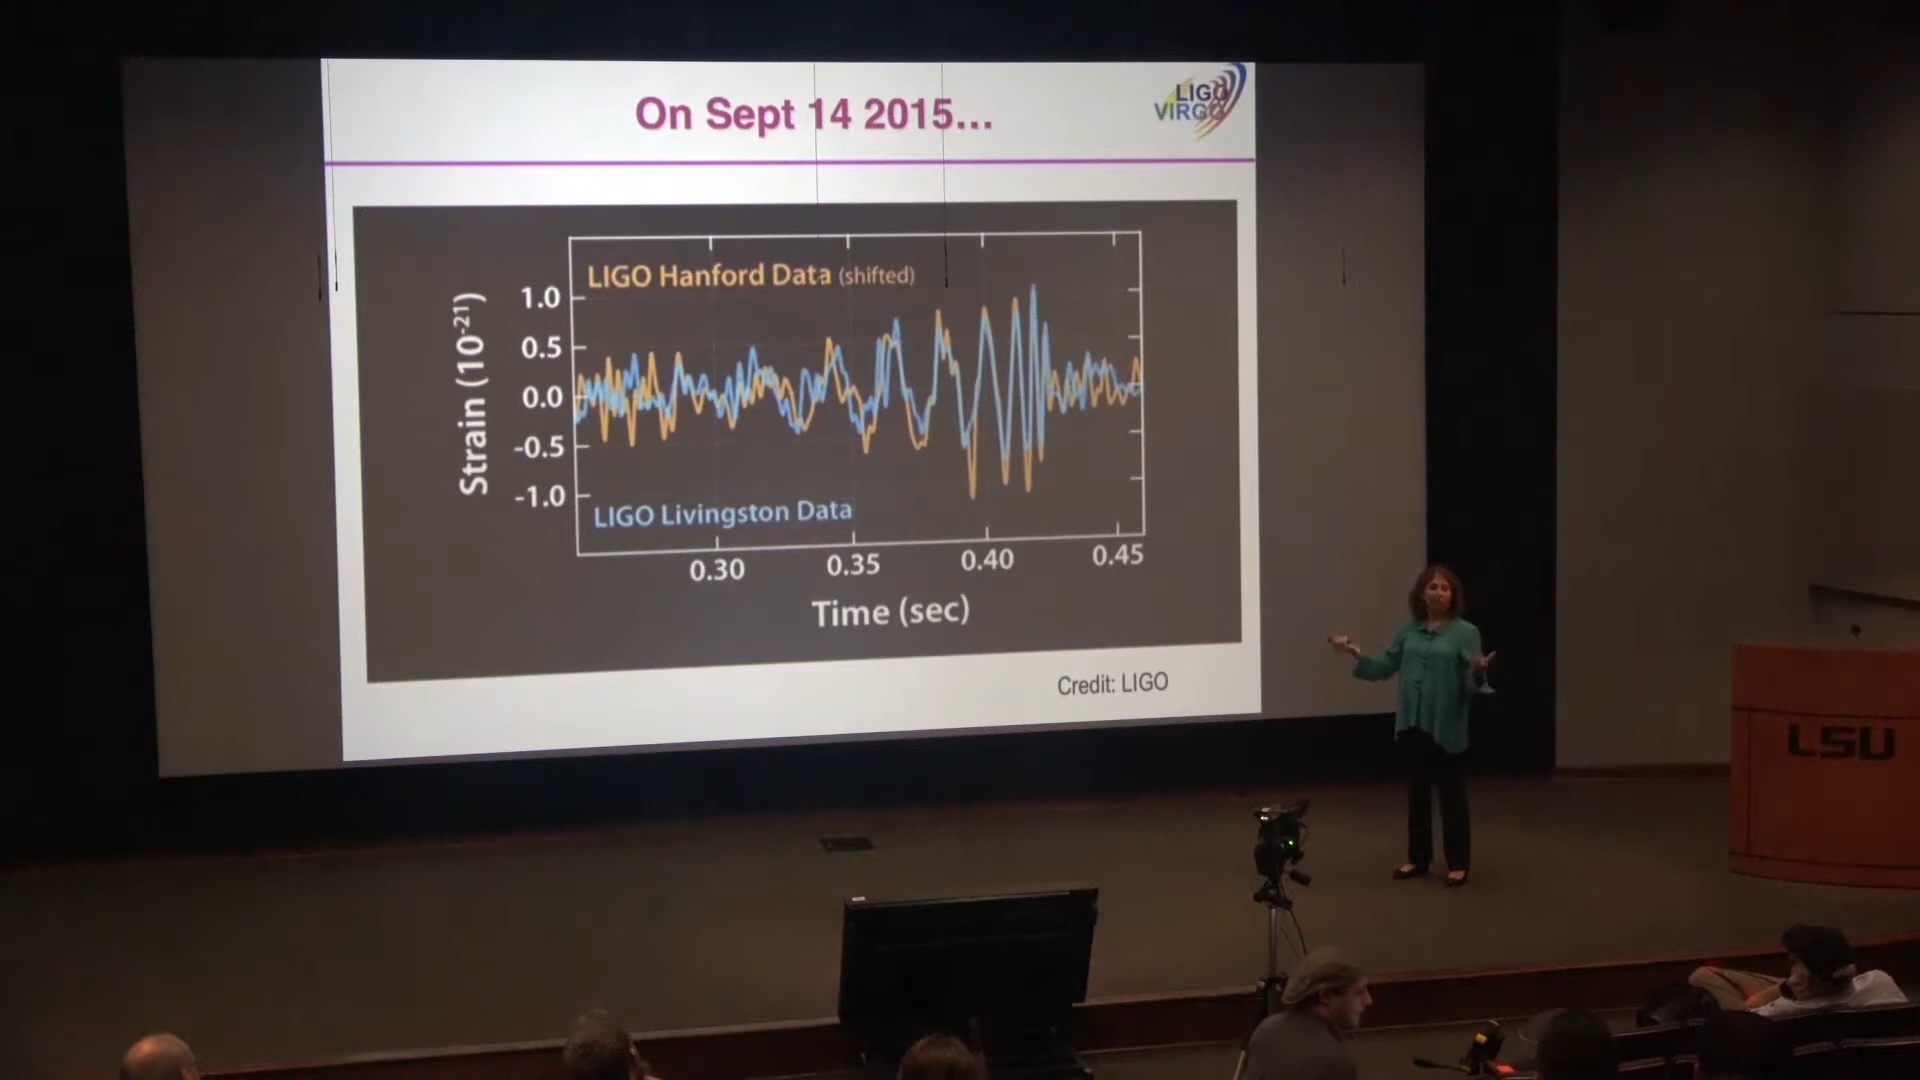 On Sept 14 2015...
LIGO
VIRGO
LIGO Hanford Data (shifted)
1.0
0.5
0.0
-0.5
-1.0
Strain (10⁻²¹)
LIGO Livingston Data
0.30 0.35 0.40 0.45
Time (sec)
Credit: LIGO
LSU